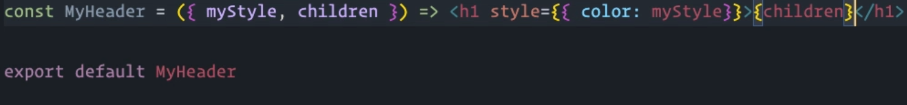 const MyHeader = ({ myStyle, children }) => <h1 style={{ color: myStyle}}>{children}</h1>
export default MyHeader